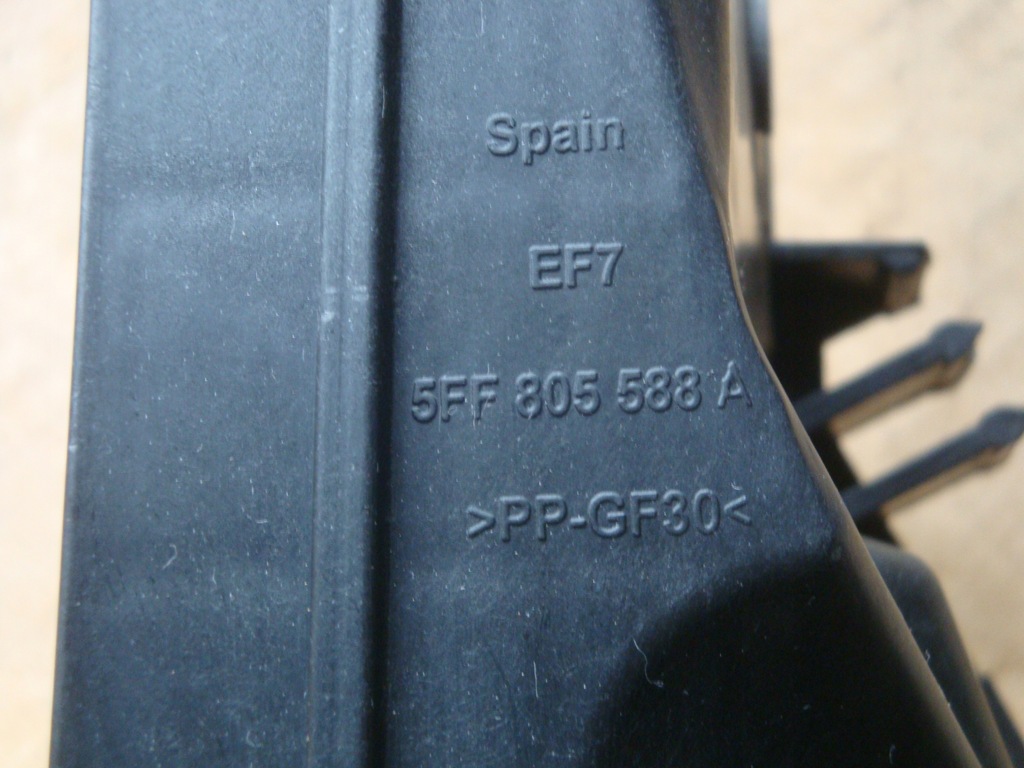 Spain
EF7
5FF 805 588 A
>PP-GF30<